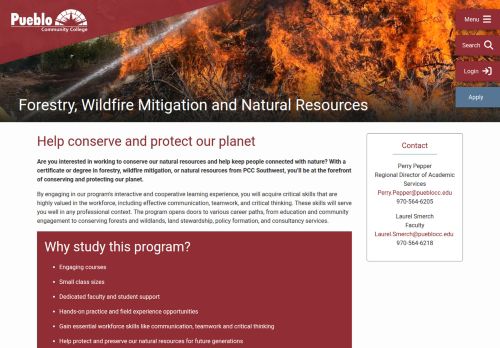 Pueblo
Community College
Menu
Search
Login
Apply
Forestry, Wildfire Mitigation and Natural Resources
Help conserve and protect our planet
Are you interested in working to conserve our natural resources and help keep people connected with nature? With a
certificate or degree in forestry, wildfire mitigation, or natural resources from PCC Southwest, you'll be at the forefront
of conserving and protecting our planet.
By engaging in our program's interactive and cooperative learning experience, you will acquire critical skills that are
highly valued in the workforce, including effective communication, teamwork, and critical thinking. These skills will serve
you well in any professional context. The program opens doors to various career paths, from education and community
engagement to conserving forests and wildlands, land stewardship, policy formation, and consultancy services.
Why study this program?
Engaging courses
Small class sizes
Dedicated faculty and student support
Hands-on practice and field experience opportunities
Gain essential workforce skills like communication, teamwork and critical thinking
Help protect and preserve our natural resources for future generations
Contact
Perry Pepper
Regional Director of Academic
Services
Perry.Pepper@pueblocc.edu
970-564-6205
Laurel Smerch
Faculty
Laurel.Smerch@pueblocc.edu
970-564-6218